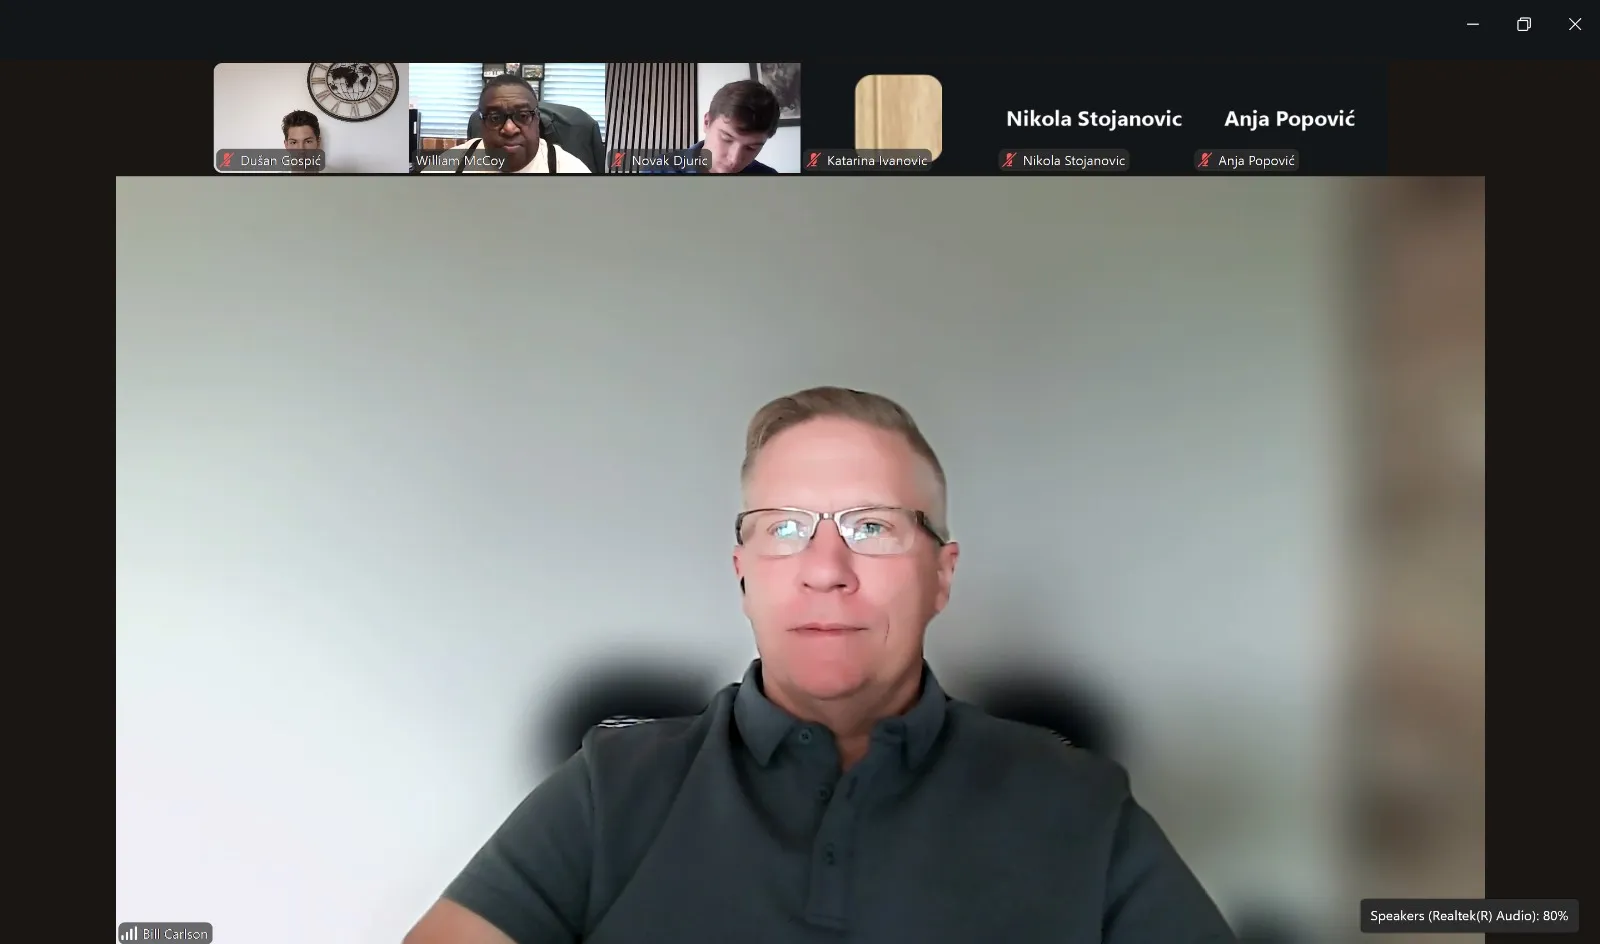 Nikola Stojanovic
Anja Popović
Dušan Gospić
William McCoy
Novak Djuric
Katarina Ivanovic
Nikola Stojanovic
Anja Popović
Bill Carlson
Speakers (Realtek(R) Audio): 80%